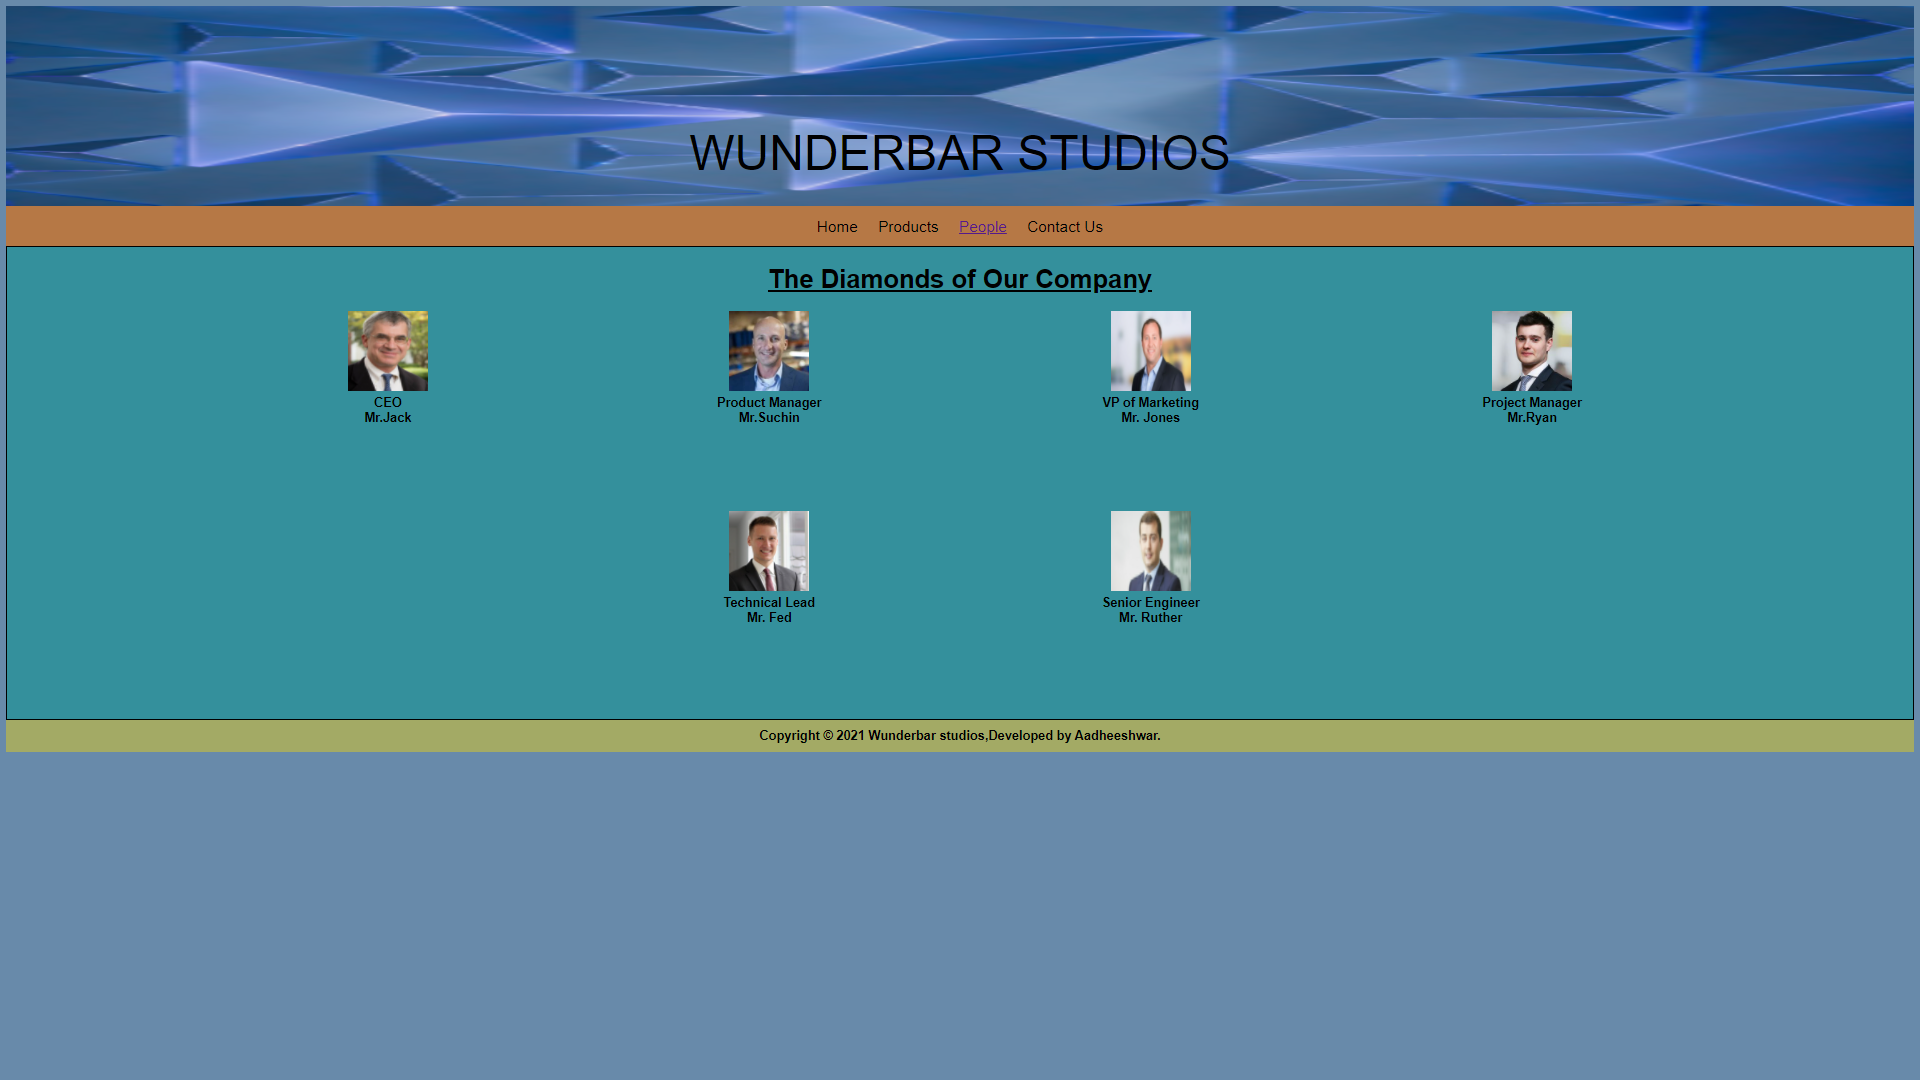 WUNDERBAR STUDIOS
Home Products People Contact Us
The Diamonds of Our Company
CEO
Mr.Jack
Product Manager
Mr.Suchin
VP of Marketing
Mr. Jones
Project Manager
Mr.Ryan
Technical Lead
Mr. Fed
Senior Engineer
Mr. Ruther
Copyright © 2021 Wunderbar studios,Developed by Aadheeshwar.